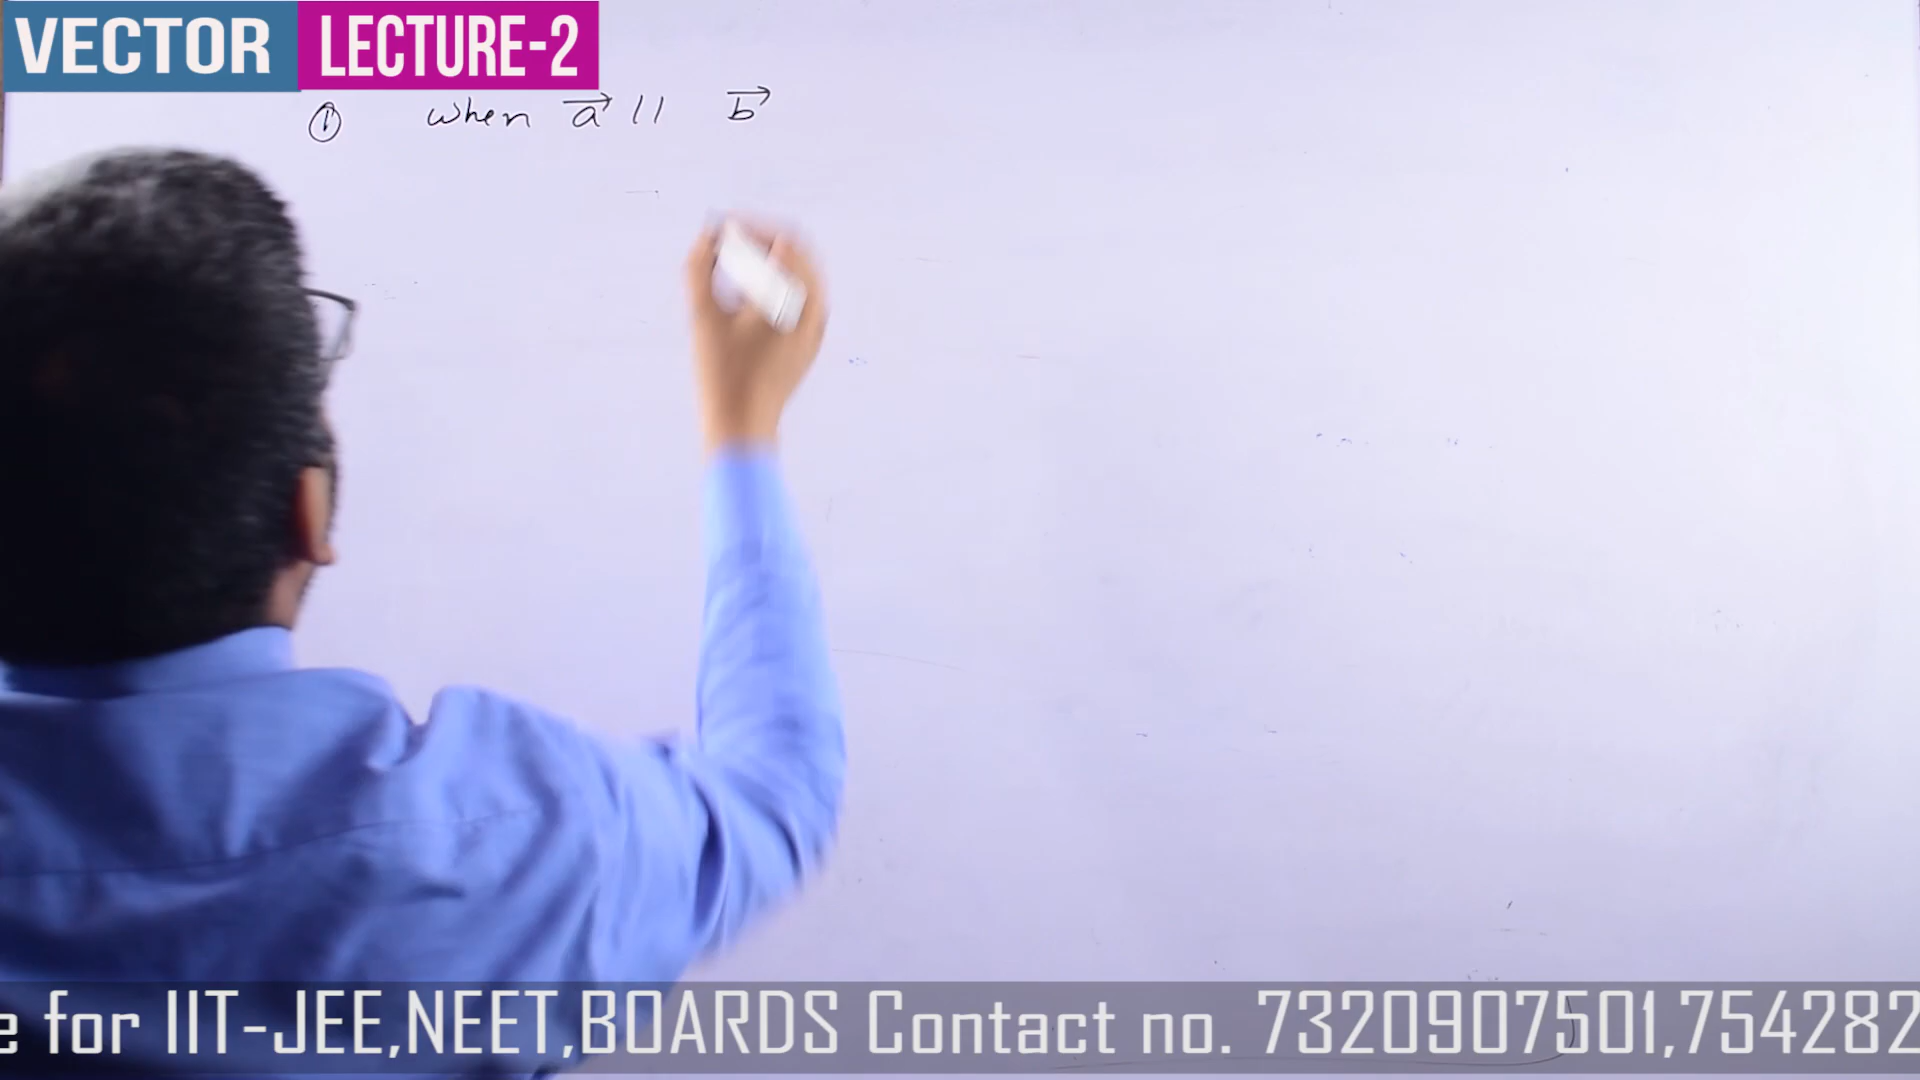 VECTOR LECTURE-2
① when a⃗ // b⃗
e for IIT-JEE,NEET,BOARDS Contact no. 7320907501,754282